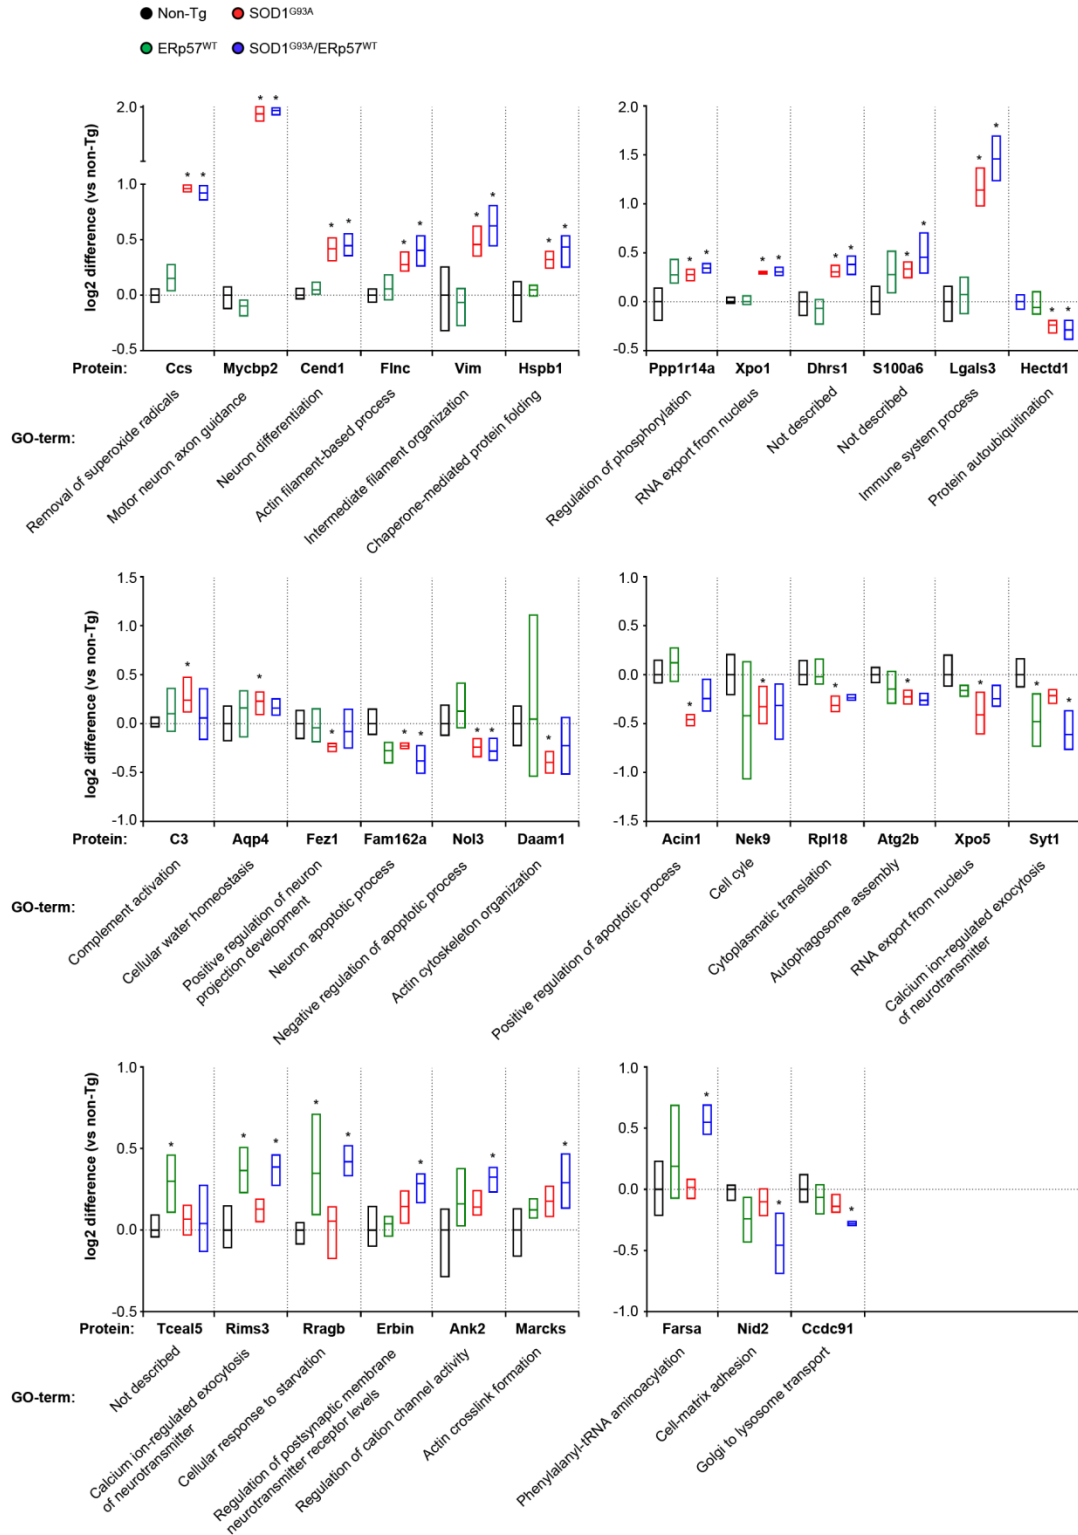 Non-Tg SOD1G93A
ERp57WT SOD1G93A/ERp57WT
log2 difference (vs non-Tg)
2.0
1.0
0.5
0.0
-0.5
* * * * * * * * * * * *
Protein: Ccs Mycbp2 Cend1 Flnc Vim Hspb1
GO-term:
Removal of superoxide radicals
Motor neuron axon guidance
Neuron differentiation
Actin filament-based process
Intermediate filament organization
Chaperone-mediated protein folding
2.0
1.5
1.0
0.5
0.0
-0.5
* * * * * * * * * * * *
Ppp1r14a Xpo1 Dhrs1 S100a6 Lgals3 Hectd1
Regulation of phosphorylation
RNA export from nucleus
Not described
Not described
Immune system process
Protein autoubiquitination
log2 difference (vs non-Tg)
1.5
1.0
0.5
0.0
-0.5
-1.0
* * * * * * * *
Protein: C3 Aqp4 Fez1 Fam162a Nol3 Daam1
GO-term:
Complement activation
Cellular water homeostasis
Positive regulation of neuron
projection development
Neuron apoptotic process
Negative regulation of apoptotic process
Actin cytoskeleton organization
1.0
0.5
0.0
-0.5
-1.0
-1.5
* * * * * * *
Acin1 Nek9 Rpl18 Atg2b Xpo5 Syt1
Positive regulation of apoptotic process
Cell cyle
Cytoplasmatic translation
Autophagosome assembly
RNA export from nucleus
Calcium ion-regulated exocytosis
of neurotransmitter
log2 difference (vs non-Tg)
1.0
0.5
0.0
-0.5
* * * * * * * *
Protein: Tceal5 Rims3 Rragb Erbin Ank2 Marcks
GO-term:
Not described
Calcium ion-regulated exocytosis
of neurotransmitter
Cellular response to starvation
Regulation of postsynaptic membrane
neurotransmitter receptor levels
Regulation of cation channel activity
Actin crosslink formation
1.0
0.5
0.0
-0.5
-1.0
* * *
Farsa Nid2 Ccdc91
Phenylalanyl-tRNA aminoacylation
Cell-matrix adhesion
Golgi to lysosome transport